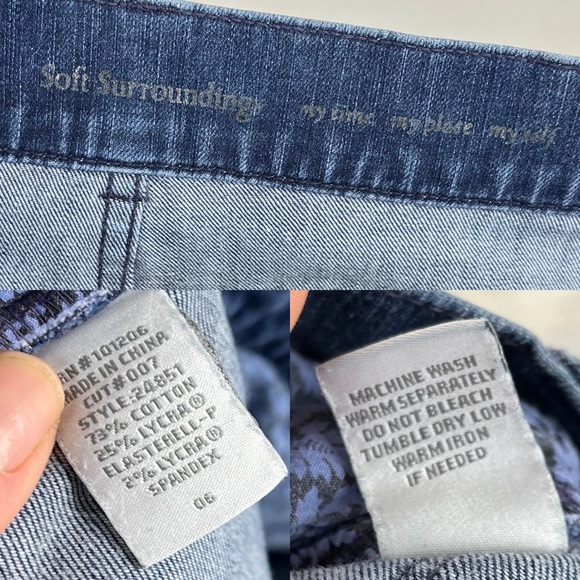 Soft Surroundings my time my place my self
RN # 101206
MADE IN CHINA
CUT # 007
STYLE:24851
73% COTTON
25% LYCRA®
ELASTERELL-P
2% LYCRA®
SPANDEX
06
MACHINE WASH
WARM SEPARATELY
DO NOT BLEACH
TUMBLE DRY LOW
WARM IRON
IF NEEDED